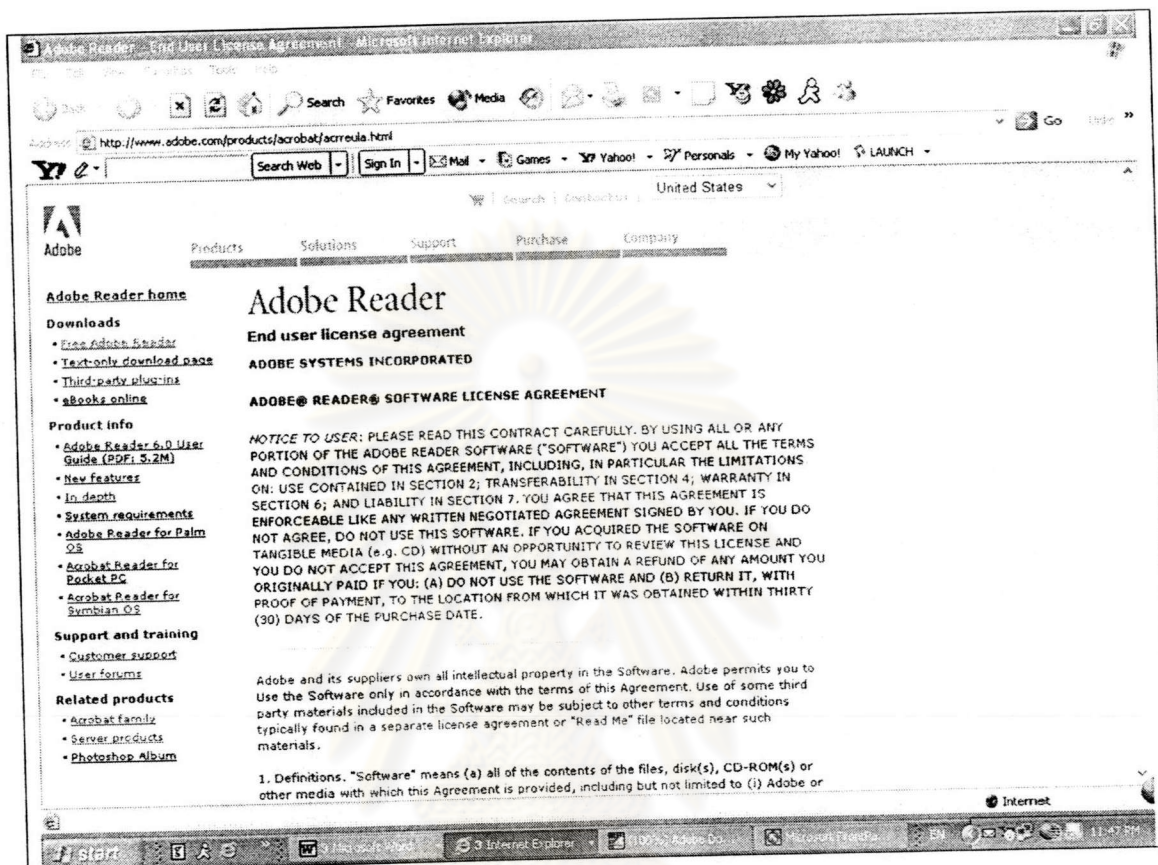 Adobe Reader - End User License Agreement - Microsoft Internet Explorer
Tools Help
Back Search Favorites Media
Address http://www.adobe.com/products/acrobat/acrreula.html Go Links »
Y! Search Web Sign In Mail Games Yahoo! Personals My Yahoo! LAUNCH
Search | Contact us | United States
Adobe
Products Solutions Support Purchase Company
Adobe Reader home
Downloads
• Free Adobe Reader
• Text-only download page
• Third-party plug-ins
• eBooks online
Product info
• Adobe Reader 6.0 User
Guide (PDF: 5.2M)
• New features
• In depth
• System requirements
• Adobe Reader for Palm
OS
• Acrobat Reader for
Pocket PC
• Acrobat Reader for
Symbian OS
Support and training
• Customer support
• User forums
Related products
• Acrobat family
• Server products
• Photoshop Album
Adobe Reader
End user license agreement
ADOBE SYSTEMS INCORPORATED
ADOBE® READER® SOFTWARE LICENSE AGREEMENT
NOTICE TO USER: PLEASE READ THIS CONTRACT CAREFULLY. BY USING ALL OR ANY
PORTION OF THE ADOBE READER SOFTWARE ("SOFTWARE") YOU ACCEPT ALL THE TERMS
AND CONDITIONS OF THIS AGREEMENT, INCLUDING, IN PARTICULAR THE LIMITATIONS
ON: USE CONTAINED IN SECTION 2; TRANSFERABILITY IN SECTION 4; WARRANTY IN
SECTION 6; AND LIABILITY IN SECTION 7. YOU AGREE THAT THIS AGREEMENT IS
ENFORCEABLE LIKE ANY WRITTEN NEGOTIATED AGREEMENT SIGNED BY YOU. IF YOU DO
NOT AGREE, DO NOT USE THIS SOFTWARE. IF YOU ACQUIRED THE SOFTWARE ON
TANGIBLE MEDIA (e.g. CD) WITHOUT AN OPPORTUNITY TO REVIEW THIS LICENSE AND
YOU DO NOT ACCEPT THIS AGREEMENT, YOU MAY OBTAIN A REFUND OF ANY AMOUNT YOU
ORIGINALLY PAID IF YOU: (A) DO NOT USE THE SOFTWARE AND (B) RETURN IT, WITH
PROOF OF PAYMENT, TO THE LOCATION FROM WHICH IT WAS OBTAINED WITHIN THIRTY
(30) DAYS OF THE PURCHASE DATE.
Adobe and its suppliers own all intellectual property in the Software. Adobe permits you to
Use the Software only in accordance with the terms of this Agreement. Use of some third
party materials included in the Software may be subject to other terms and conditions
typically found in a separate license agreement or "Read Me" file located near such
materials.
1. Definitions. "Software" means (a) all of the contents of the files, disk(s), CD-ROM(s) or
other media with which this Agreement is provided, including but not limited to (i) Adobe or
Internet
start 3 Microsoft Word 3 Internet Explorer (100%) Adobe Do... Microsoft FrontPa... EN 11:47 PM